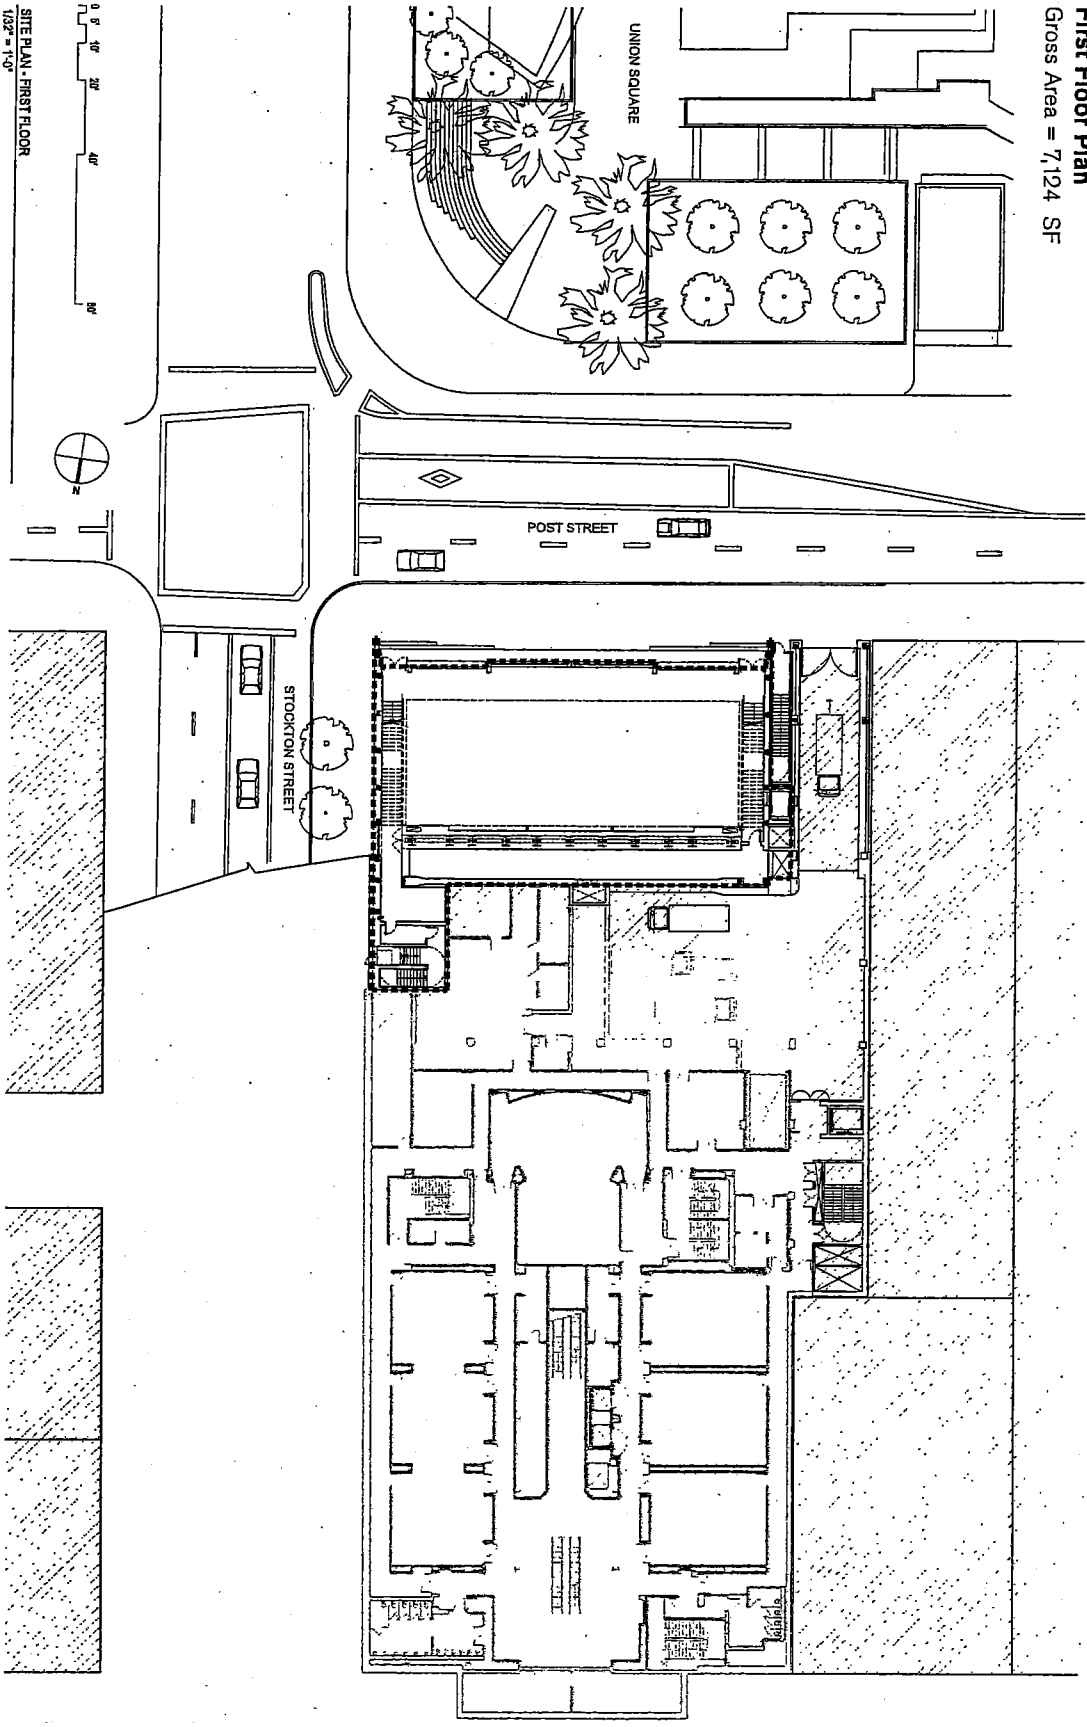 First Floor Plan
Gross Area = 7,124 SF
UNION SQUARE
POST STREET
STOCKTON STREET
N
0 5' 10' 20' 40' 80'
SITE PLAN - FIRST FLOOR
1/32" = 1'-0"